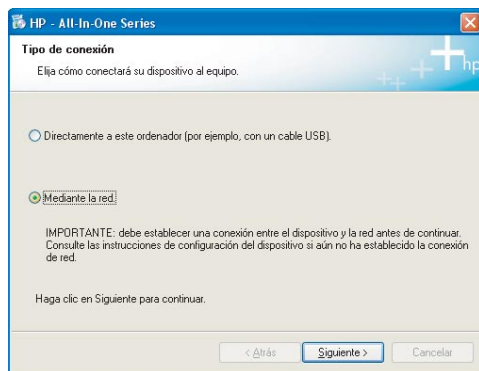 HP - All-In-One Series
Tipo de conexión
Elija cómo conectará su dispositivo al equipo.
hp
Directamente a este ordenador (por ejemplo, con un cable USB).
Mediante la red.
IMPORTANTE: debe establecer una conexión entre el dispositivo y la red antes de continuar.
Consulte las instrucciones de configuración del dispositivo si aún no ha establecido la conexión
de red.
Haga clic en Siguiente para continuar.
< Atrás Siguiente > Cancelar